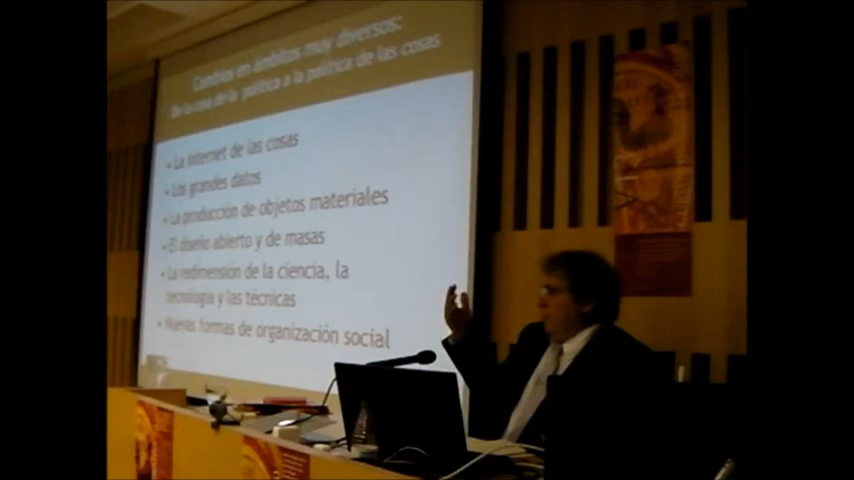 Cambios en ámbitos muy diversos:
De la cosa de la política a la política de las cosas
• La Internet de las cosas
• Los grandes datos
• La producción de objetos materiales
• El diseño abierto y de masas
• La redimensión de la ciencia, la
tecnología y las técnicas
• Nuevas formas de organización social